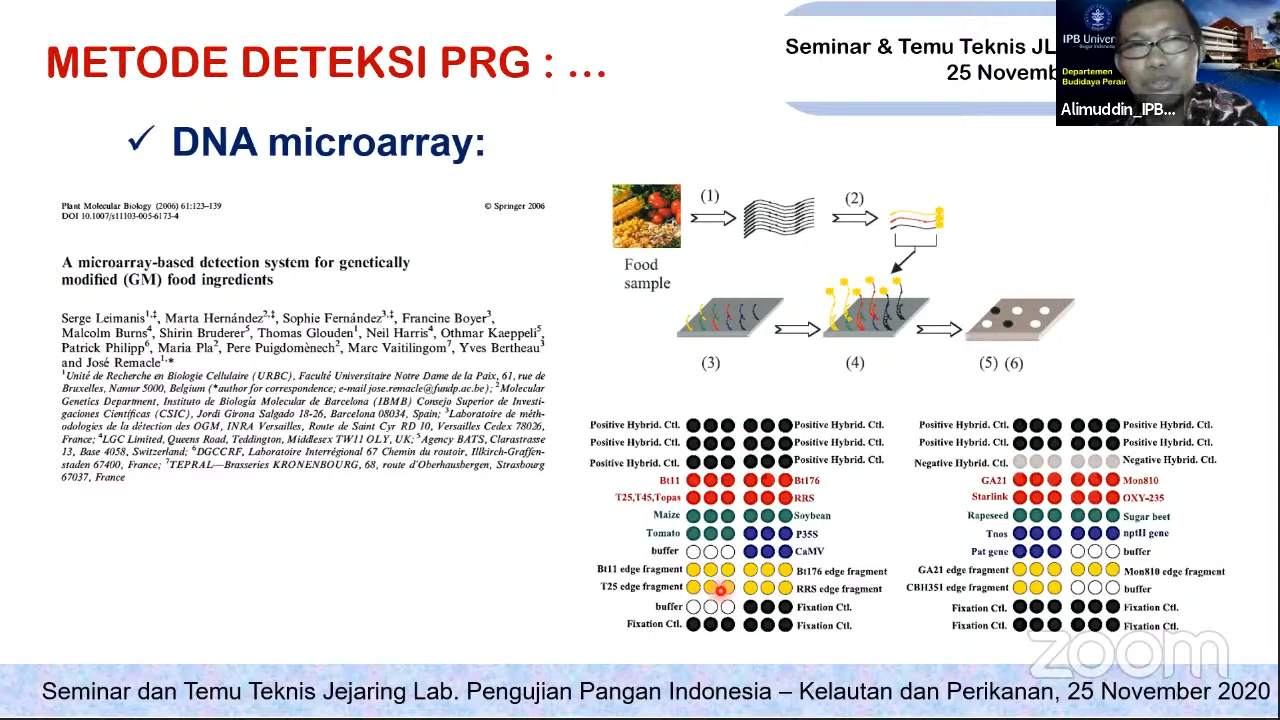 METODE DETEKSI PRG : ...
Seminar & Temu Teknis JL
25 Novem
IPB Univer
Bogor Indonesia
Departemen
Budidaya Perair
Alimuddin_IPB...
✓ DNA microarray:
Plant Molecular Biology (2006) 61:123–139
© Springer 2006
DOI 10.1007/s11103-005-6173-4
A microarray-based detection system for genetically
modified (GM) food ingredients
Serge Leimanis1,‡, Marta Hernández2,‡, Sophie Fernández3,‡, Francine Boyer3,
Malcolm Burns4, Shirin Bruderer5, Thomas Glouden1, Neil Harris4, Othmar Kaeppeli5,
Patrick Philipp6, Maria Pla2, Pere Puigdomènech2, Marc Vaitilingom7, Yves Bertheau3
and José Remacle1,*
1Unité de Recherche en Biologie Cellulaire (URBC), Faculté Universitaire Notre Dame de la Paix, 61, rue de
Bruxelles, Namur 5000, Belgium (*author for correspondence; e-mail jose.remacle@fundp.ac.be); 2Molecular
Genetics Department, Instituto de Biología Molecular de Barcelona (IBMB) Consejo Superior de Investi-
gaciones Científicas (CSIC), Jordi Girona Salgado 18-26, Barcelona 08034, Spain; 3Laboratoire de méth-
odologies de la détection des OGM, INRA Versailles, Route de Saint Cyr RD 10, Versailles Cedex 78026,
France; 4LGC Limited, Queens Road, Teddington, Middlesex TW11 OLY, UK; 5Agency BATS, Clarastrasse
13, Base 4058, Switzerland; 6DGCCRF, Laboratoire Interrégional 67 Chemin du routoir, Illkirch-Graffen-
staden 67400, France; 7TEPRAL—Brasseries KRONENBOURG, 68, route d'Oberhausbergen, Strasbourg
67037, France
(1)
(2)
Food
sample
(3)
(4)
(5) (6)
Positive Hybrid. Ctl. Positive Hybrid. Ctl.
Positive Hybrid. Ctl. Positive Hybrid. Ctl.
Positive Hybrid. Ctl. Positive Hybrid. Ctl.
Bt11 Bt176
T25,T45,Topas RRS
Maize Soybean
Tomato P35S
buffer CaMV
Bt11 edge fragment Bt176 edge fragment
T25 edge fragment RRS edge fragment
buffer Fixation Ctl.
Fixation Ctl. Fixation Ctl.
Positive Hybrid. Ctl. Positive Hybrid. Ctl.
Positive Hybrid. Ctl. Positive Hybrid. Ctl.
Negative Hybrid. Ctl. Negative Hybrid. Ctl.
GA21 Mon810
Starlink OXY-235
Rapeseed Sugar beet
Tnos nptII gene
Pat gene buffer
GA21 edge fragment Mon810 edge fragment
CBH351 edge fragment buffer
Fixation Ctl. Fixation Ctl.
Fixation Ctl. Fixation Ctl.
zoom
Seminar dan Temu Teknis Jejaring Lab. Pengujian Pangan Indonesia – Kelautan dan Perikanan, 25 November 2020